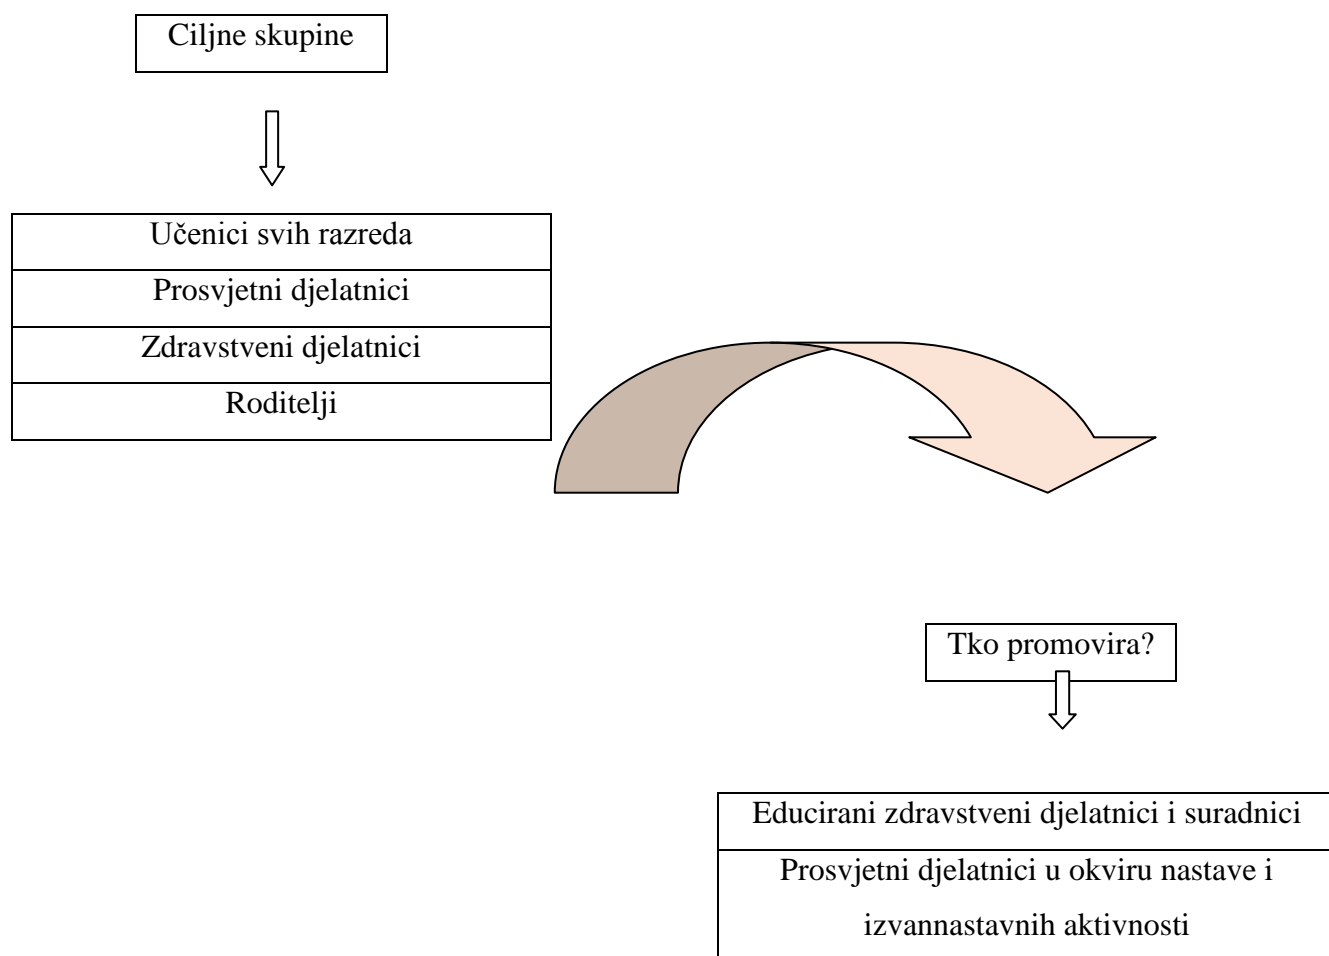 Ciljne skupine
Učenici svih razreda
Prosvjetni djelatnici
Zdravstveni djelatnici
Roditelji
Tko promovira?
Educirani zdravstveni djelatnici i suradnici
Prosvjetni djelatnici u okviru nastave i
izvannastavnih aktivnosti